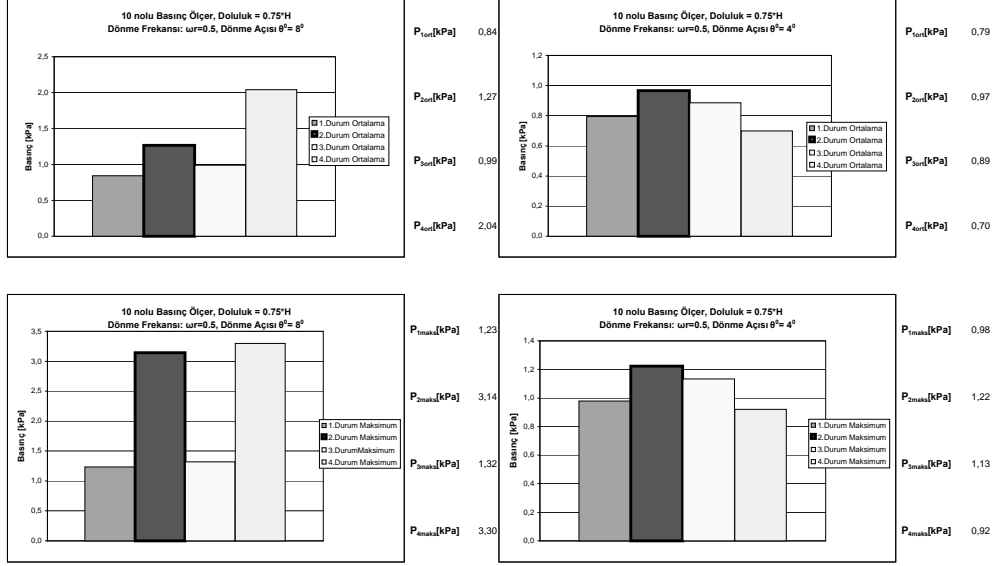 10 nolu Basınç Ölçer, Doluluk = 0.75*H
Dönme Frekansı: ωr=0.5, Dönme Açısı θ⁰= 8⁰
2,5
2,0
1,5
1,0
0,5
0,0
Basınç [kPa]
1.Durum Ortalama
2.Durum Ortalama
3.Durum Ortalama
4.Durum Ortalama
P1ort[kPa] 0,84
P2ort[kPa] 1,27
P3ort[kPa] 0,99
P4ort[kPa] 2,04
10 nolu Basınç Ölçer, Doluluk = 0.75*H
Dönme Frekansı: ωr=0.5, Dönme Açısı θ⁰= 4⁰
1,2
1,0
0,8
0,6
0,4
0,2
0,0
Basınç [kPa]
1.Durum Ortalama
2.Durum Ortalama
3.Durum Ortalama
4.Durum Ortalama
P1ort[kPa] 0,79
P2ort[kPa] 0,97
P3ort[kPa] 0,89
P4ort[kPa] 0,70
10 nolu Basınç Ölçer, Doluluk = 0.75*H
Dönme Frekansı: ωr=0.5, Dönme Açısı θ⁰= 8⁰
3,5
3,0
2,5
2,0
1,5
1,0
0,5
0,0
Basınç [kPa]
1.Durum Maksimum
2.Durum Maksimum
3.DurumMaksimum
4.Durum Maksimum
P1maks[kPa] 1,23
P2maks[kPa] 3,14
P3maks[kPa] 1,32
P4maks[kPa] 3,30
10 nolu Basınç Ölçer, Doluluk = 0.75*H
Dönme Frekansı: ωr=0.5, Dönme Açısı θ⁰= 4⁰
1,4
1,2
1,0
0,8
0,6
0,4
0,2
0,0
Basınç [kPa]
1.Durum Maksimum
2.Durum Maksimum
3.Durum Maksimum
4.Durum Maksimum
P1maks[kPa] 0,98
P2maks[kPa] 1,22
P3maks[kPa] 1,13
P4maks[kPa] 0,92